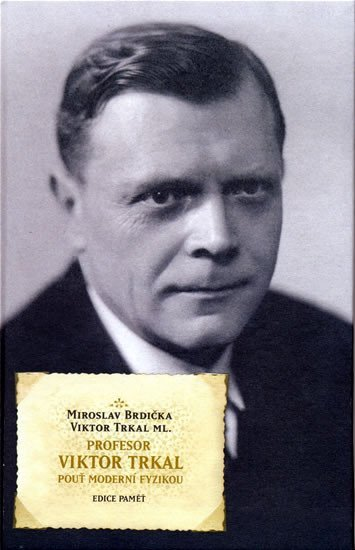 MIROSLAV BRDIČKA
VIKTOR TRKAL ML.
PROFESOR
VIKTOR TRKAL
POUŤ MODERNÍ FYZIKOU
EDICE PAMĚŤ